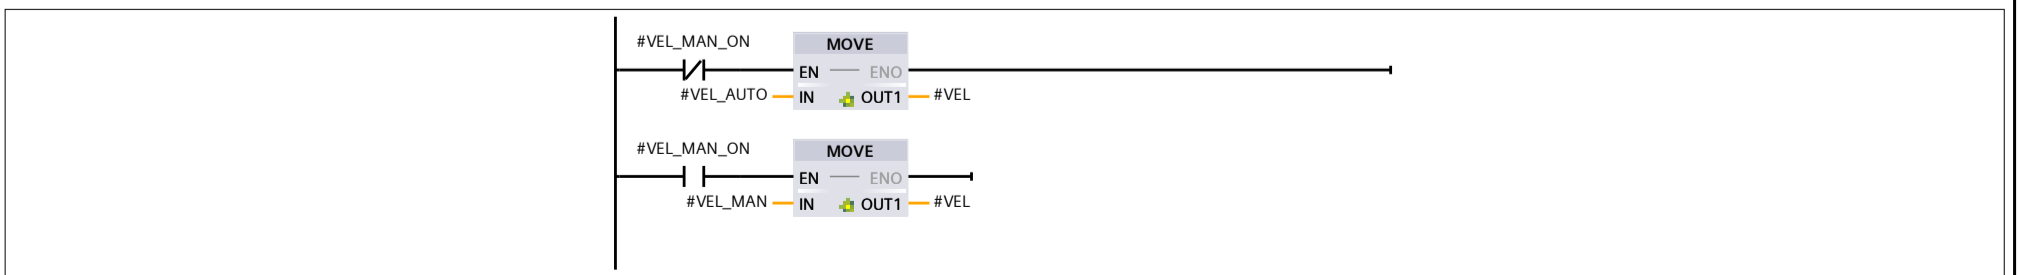 #VEL_MAN_ON
MOVE
EN ENO
#VEL_AUTO IN OUT1 #VEL
#VEL_MAN_ON
MOVE
EN ENO
#VEL_MAN IN OUT1 #VEL